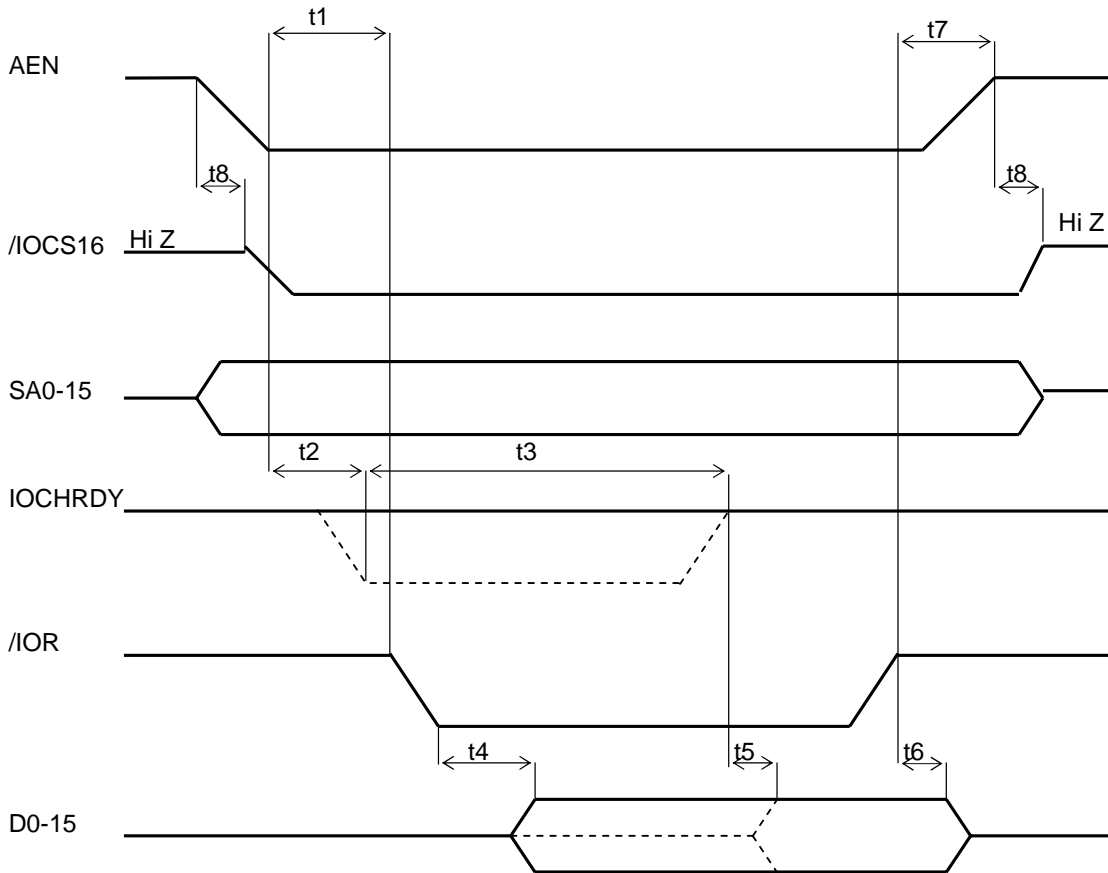 t1
t7
AEN
t8
t8
/IOCS16
Hi Z
Hi Z
SA0-15
t2
t3
IOCHRDY
/IOR
t4
t5
t6
D0-15